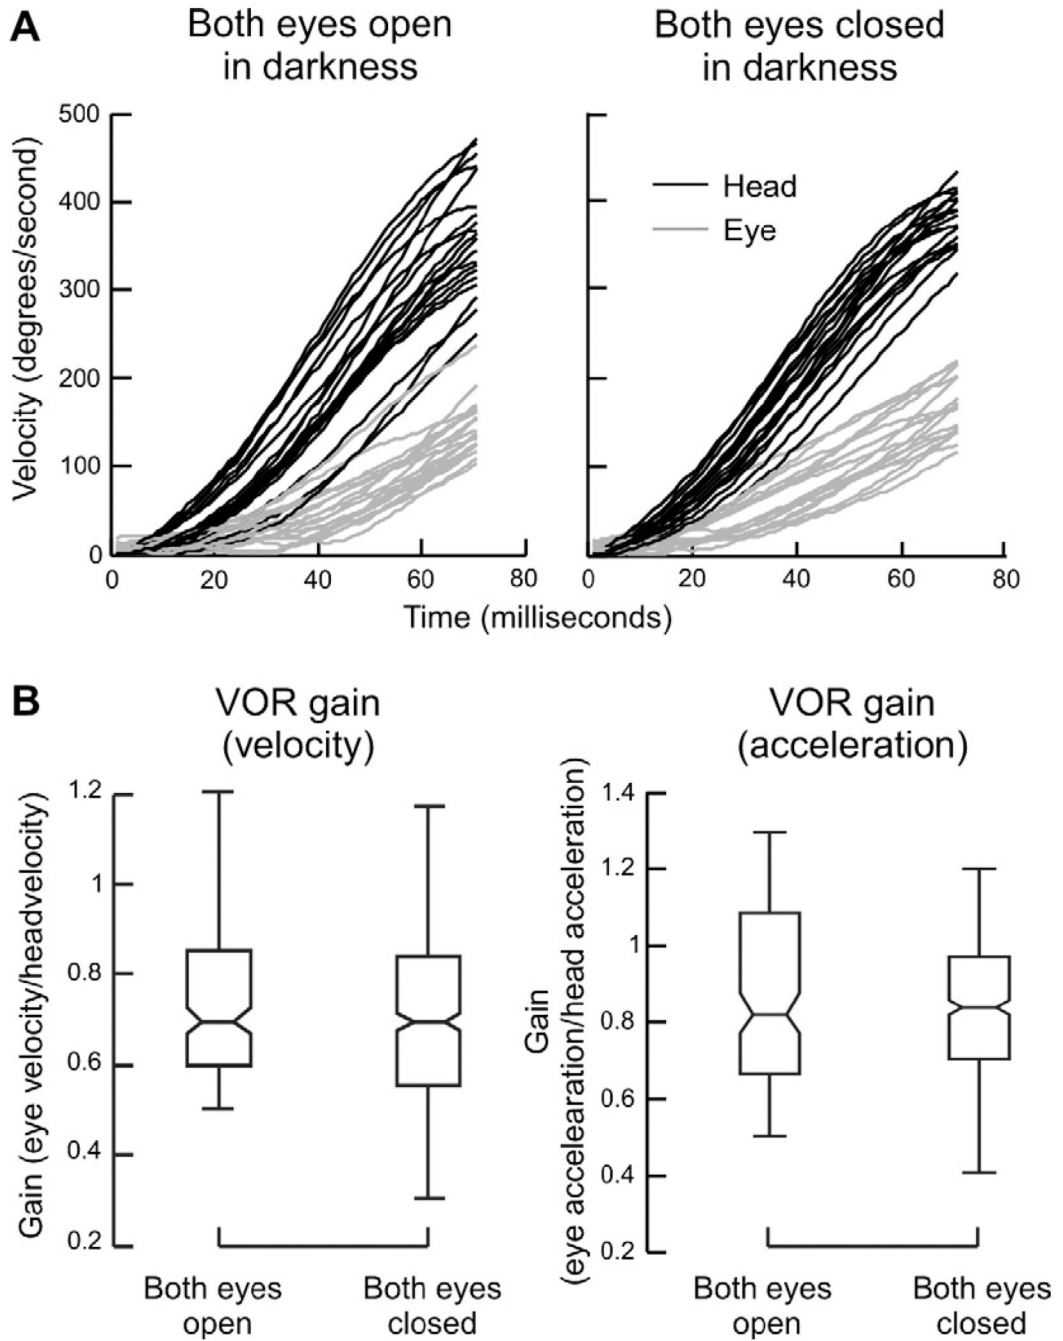 A
Both eyes open
in darkness
Both eyes closed
in darkness
Velocity (degrees/second)
500
400
300
200
100
0
Head
Eye
0 20 40 60 80
0 20 40 60 80
Time (milliseconds)
B
VOR gain
(velocity)
VOR gain
(acceleration)
Gain (eye velocity/headvelocity)
1.2
1
0.8
0.6
0.4
0.2
Both eyes
open
Both eyes
closed
Gain
(eye accelearation/head acceleration)
1.4
1.2
1
0.8
0.6
0.4
0.2
Both eyes
open
Both eyes
closed